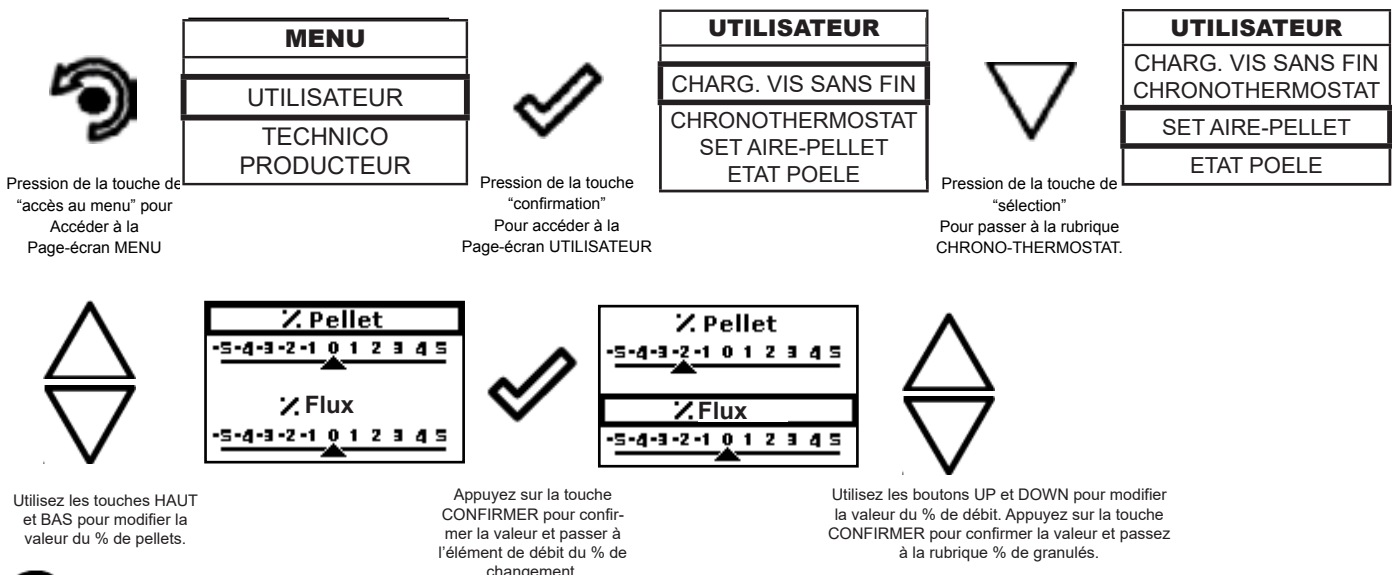 MENU
UTILISATEUR
TECHNICO
PRODUCTEUR
Pression de la touche de
“accès au menu” pour
Accéder à la
Page-écran MENU
Pression de la touche
“confirmation”
Pour accéder à la
Page-écran UTILISATEUR
UTILISATEUR
CHARG. VIS SANS FIN
CHRONOTHERMOSTAT
SET AIRE-PELLET
ETAT POELE
Pression de la touche de
“sélection”
Pour passer à la rubrique
CHRONO-THERMOSTAT.
UTILISATEUR
CHARG. VIS SANS FIN
CHRONOTHERMOSTAT
SET AIRE-PELLET
ETAT POELE
Utilisez les touches HAUT
et BAS pour modifier la
valeur du % de pellets.
% Pellet
-5-4-3-2-1 0 1 2 3 4 5
% Flux
-5-4-3-2-1 0 1 2 3 4 5
Appuyez sur la touche
CONFIRMER pour confir-
mer la valeur et passer à
l’élément de débit du % de
changement
% Pellet
-5-4-3-2-1 0 1 2 3 4 5
% Flux
-5-4-3-2-1 0 1 2 3 4 5
Utilisez les boutons UP et DOWN pour modifier
la valeur du % de débit. Appuyez sur la touche
CONFIRMER pour confirmer la valeur et passez
à la rubrique % de granulés.